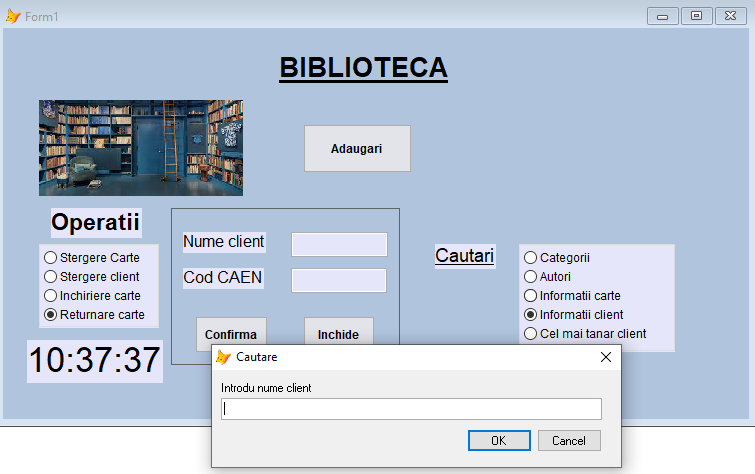 Form1
BIBLIOTECA
Adaugari
Operatii
Stergere Carte
Stergere client
Inchiriere carte
Returnare carte
Nume client
Cod CAEN
Confirma
Inchide
Cautari
Categorii
Autori
Informatii carte
Informatii client
Cel mai tanar client
10:37:37
Cautare
Introdu nume client
OK
Cancel